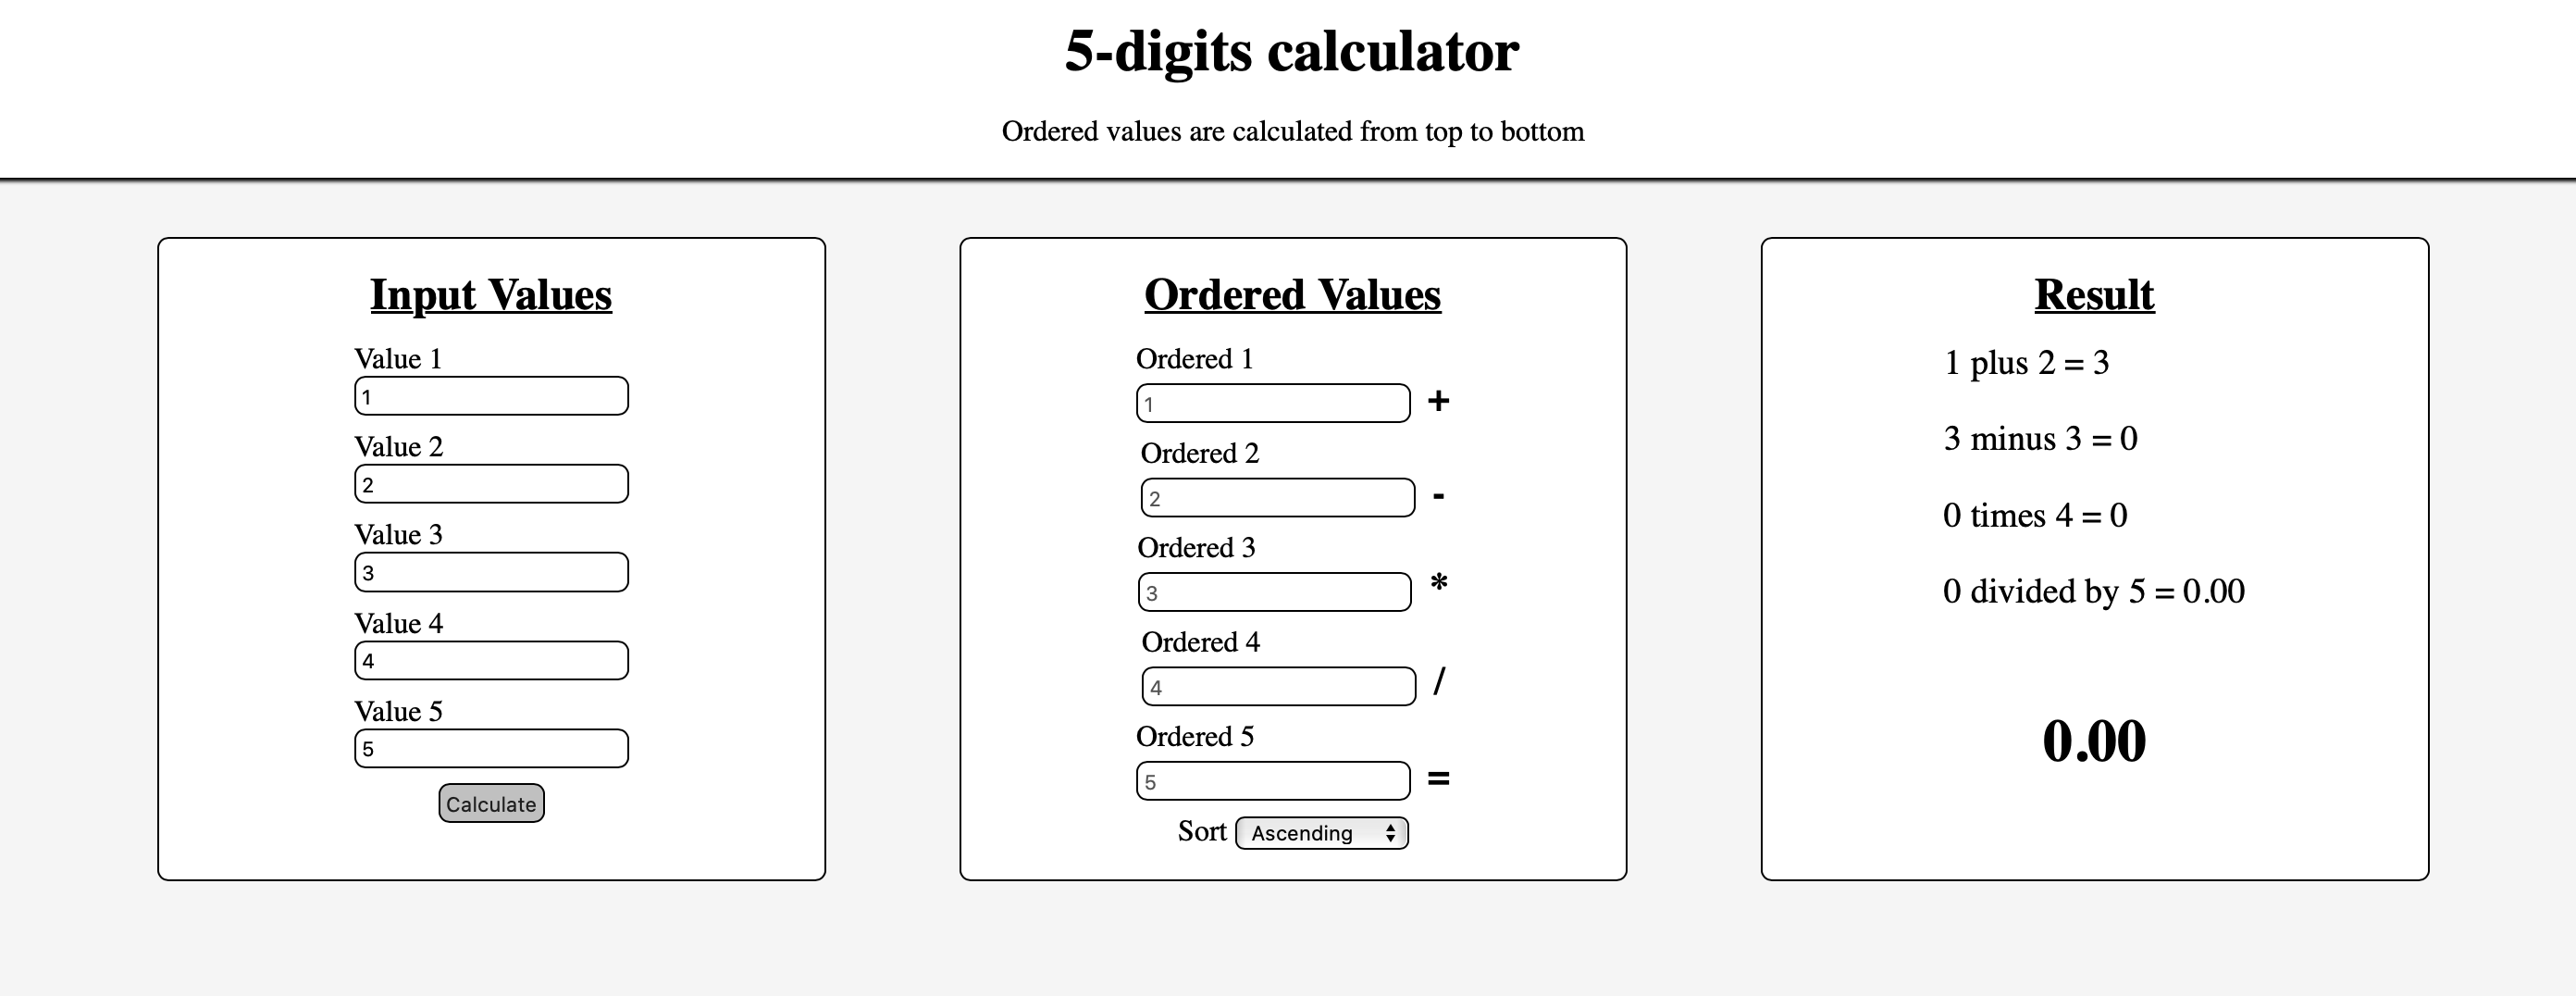 5-digits calculator
Ordered values are calculated from top to bottom
Input Values
Value 1
1
Value 2
2
Value 3
3
Value 4
4
Value 5
5
Calculate
Ordered Values
Ordered 1
1 +
Ordered 2
2 -
Ordered 3
3 *
Ordered 4
4 /
Ordered 5
5 =
Sort Ascending
Result
1 plus 2 = 3
3 minus 3 = 0
0 times 4 = 0
0 divided by 5 = 0.00
0.00